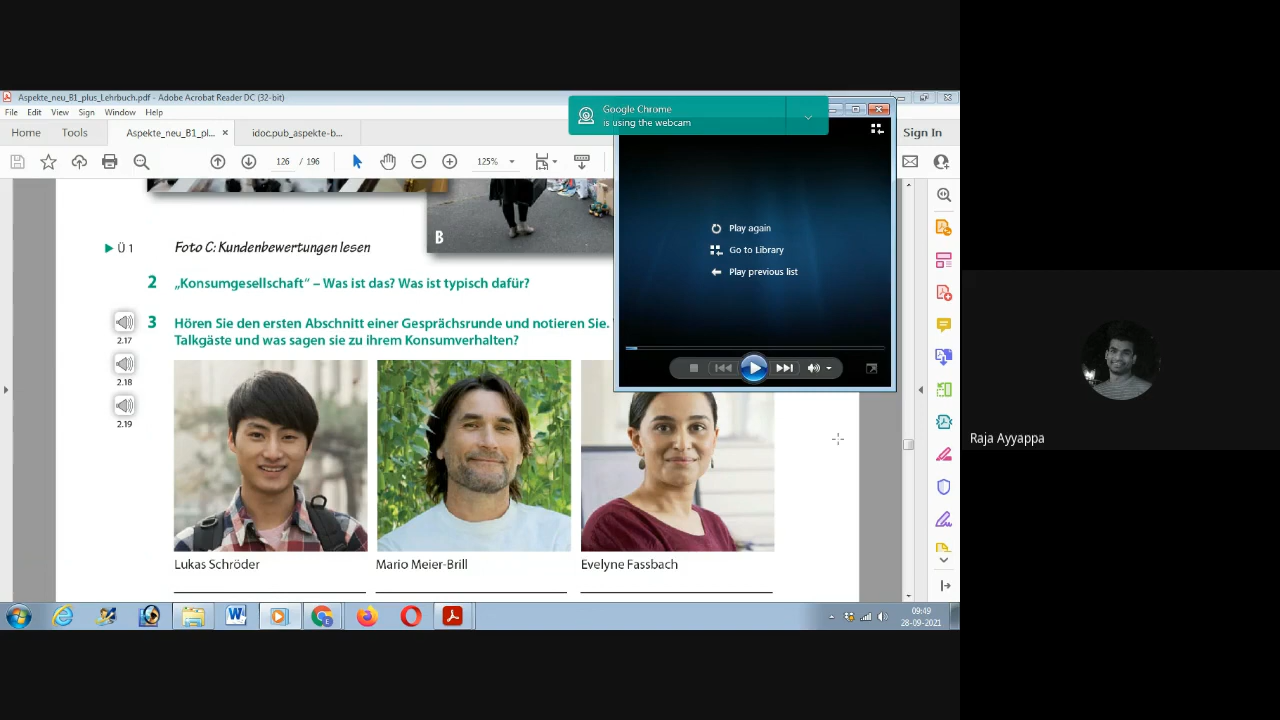 Aspekte_neu_B1_plus_Lehrbuch.pdf - Adobe Acrobat Reader DC (32-bit)
File Edit View Sign Window Help
Home Tools Aspekte_neu_B1_pl... × idoc.pub_aspekte-b... Sign In
126 / 196 125%
Google Chrome
is using the webcam
Play again
Go to Library
Play previous list
B
Ü 1 Foto C: Kundenbewertungen lesen
2 „Konsumgesellschaft“ – Was ist das? Was ist typisch dafür?
3 Hören Sie den ersten Abschnitt einer Gesprächsrunde und notieren Sie.
Talkgäste und was sagen sie zu ihrem Konsumverhalten?
2.17
2.18
2.19
Lukas Schröder Mario Meier-Brill Evelyne Fassbach
09:49
28-09-2021
Raja Ayyappa